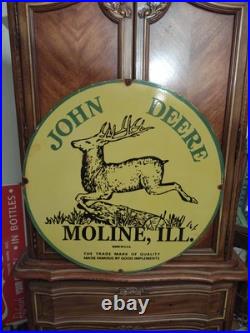 JOHN DEERE
MOLINE, ILL.
THE TRADE MARK OF QUALITY
MADE FAMOUS BY GOOD IMPLEMENTS
IN BOTTLES